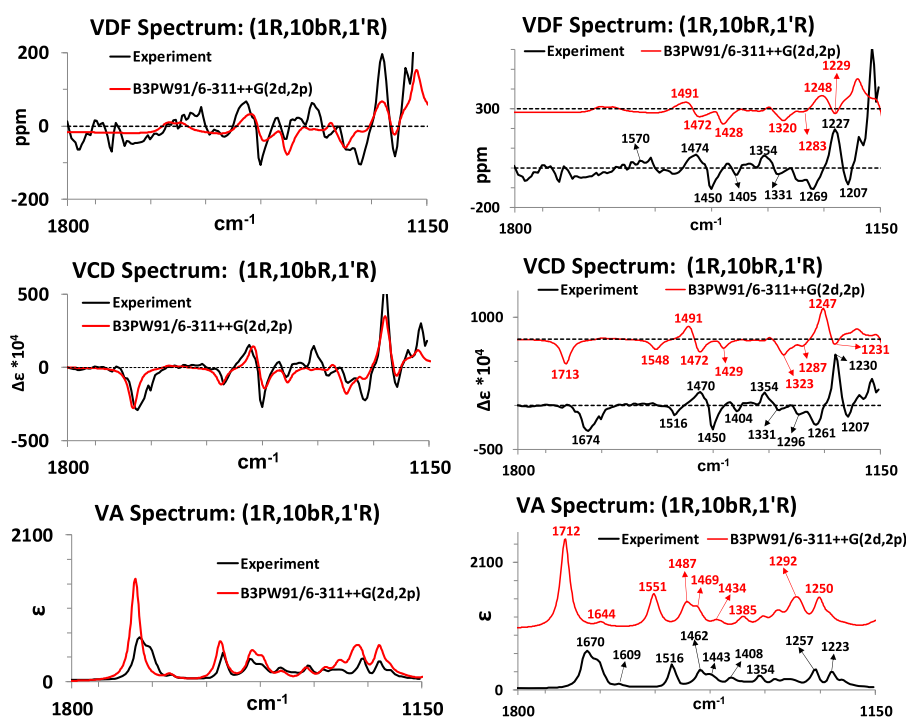 VDF Spectrum: (1R,10bR,1'R)
Experiment
B3PW91/6-311++G(2d,2p)
200
0
-200
ppm
1800
cm-1
1150
VDF Spectrum: (1R,10bR,1'R)
Experiment
B3PW91/6-311++G(2d,2p)
1229
1491
1248
300
1472
1428
1320
1283
1227
1570
1474
1354
1450
1405
1331
1269
1207
ppm
-200
1800
cm-1
1150
VCD Spectrum: (1R,10bR,1'R)
500
Experiment
B3PW91/6-311++G(2d,2p)
0
-500
Δε *10⁴
1800
cm-1
1150
VCD Spectrum: (1R,10bR,1'R)
Experiment
B3PW91/6-311++G(2d,2p)
1000
1491
1247
1713
1548
1472
1429
1323
1287
1231
1230
1470
1354
1674
1516
1450
1404
1331
1296
1261
1207
Δε *10⁴
-500
1800
cm-1
1150
VA Spectrum: (1R,10bR,1'R)
2100
Experiment
B3PW91/6-311++G(2d,2p)
ε
0
1800
cm-1
1150
VA Spectrum: (1R,10bR,1'R)
1712
Experiment
B3PW91/6-311++G(2d,2p)
2100
1644
1551
1487
1469
1434
1385
1292
1250
ε
1670
1609
1516
1462
1443
1408
1354
1257
1223
0
1800
cm-1
1150